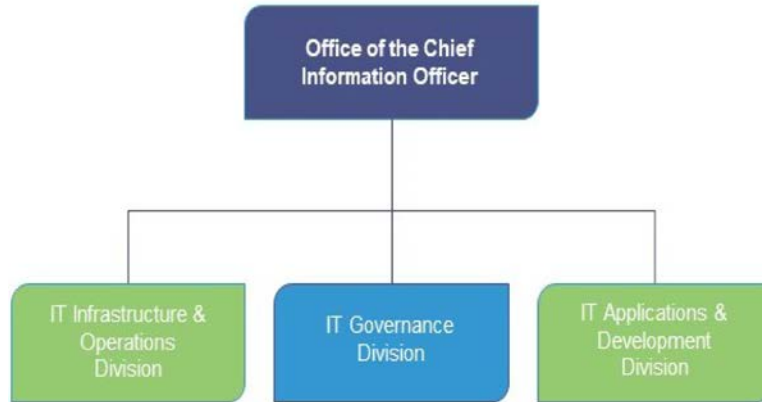 Office of the Chief
Information Officer
IT Infrastructure &
Operations
Division
IT Governance
Division
IT Applications &
Development
Division